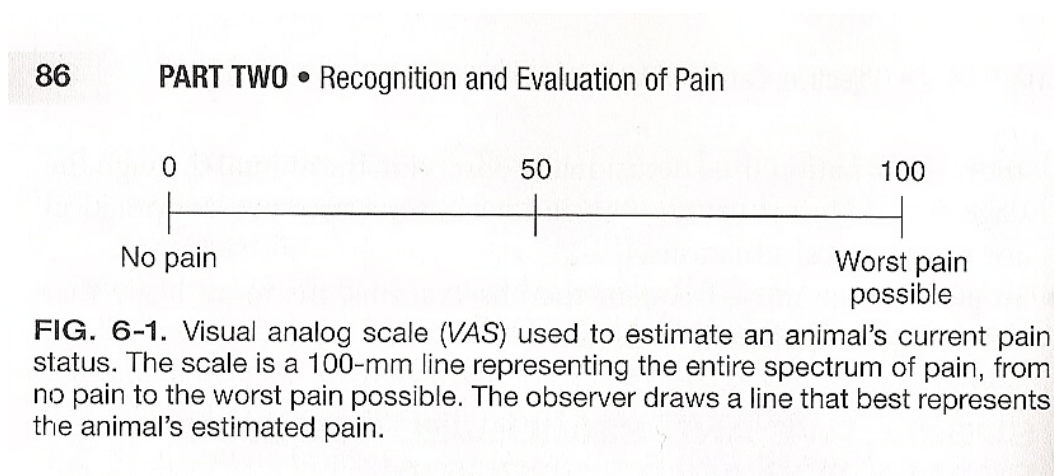 86 PART TWO • Recognition and Evaluation of Pain
0 50 100
No pain Worst pain
possible
FIG. 6-1. Visual analog scale (VAS) used to estimate an animal's current pain
status. The scale is a 100-mm line representing the entire spectrum of pain, from
no pain to the worst pain possible. The observer draws a line that best represents
the animal's estimated pain.